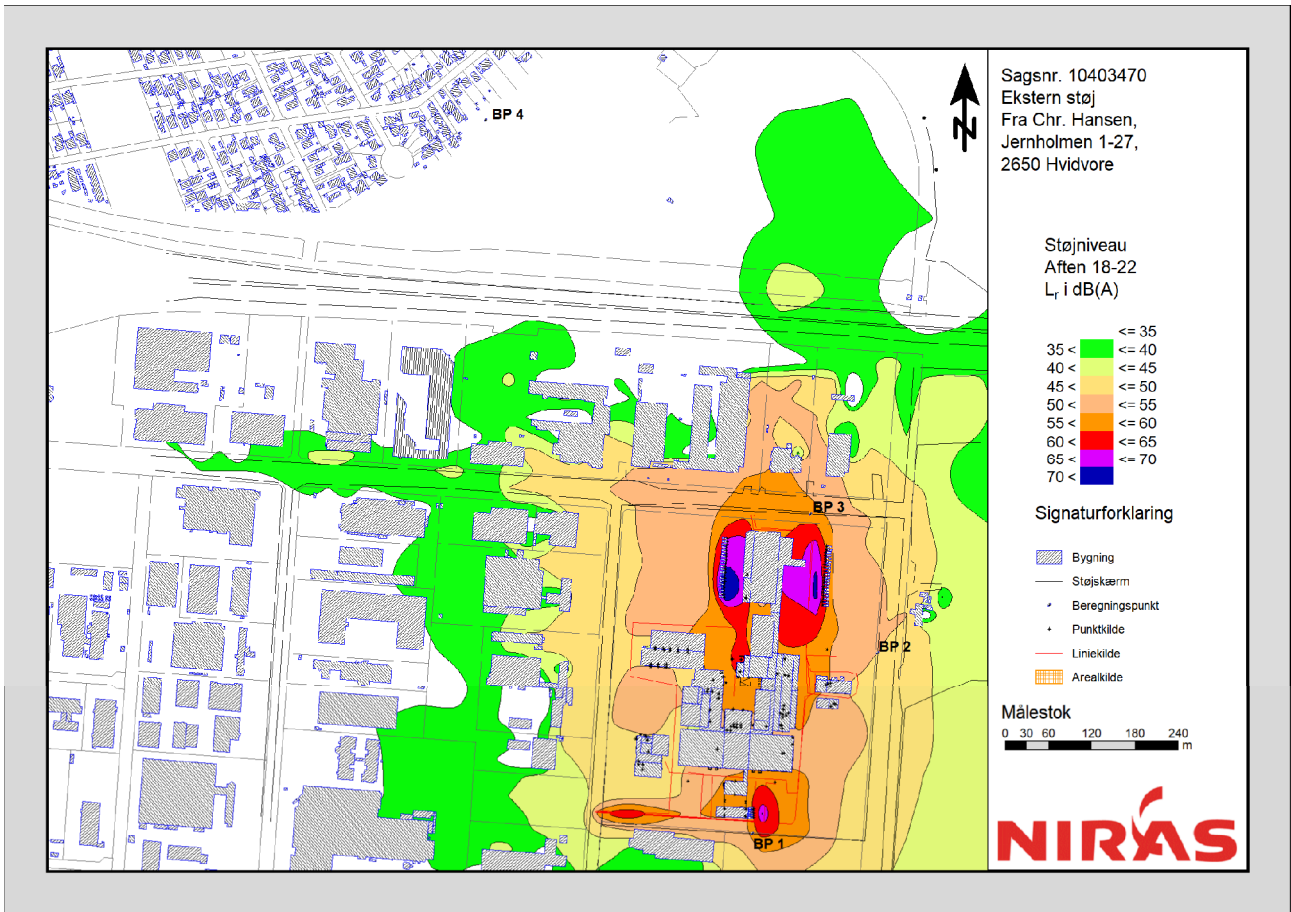 BP 4
BP 3
BP 2
BP 1
N
Sagsnr. 10403470
Ekstern støj
Fra Chr. Hansen,
Jernholmen 1-27,
2650 Hvidvore
Støjniveau
Aften 18-22
Lr i dB(A)
<= 35
35 < <= 40
40 < <= 45
45 < <= 50
50 < <= 55
55 < <= 60
60 < <= 65
65 < <= 70
70 <
Signaturforklaring
Bygning
Støjskærm
Beregningspunkt
Punktkilde
Liniekilde
Arealkilde
Målestok
0 30 60 120 180 240
m
NIRAS